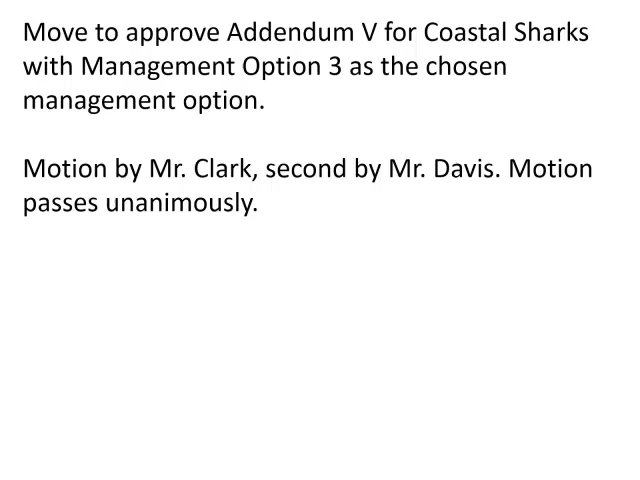 Move to approve Addendum V for Coastal Sharks
with Management Option 3 as the chosen
management option.
Motion by Mr. Clark, second by Mr. Davis. Motion
passes unanimously.